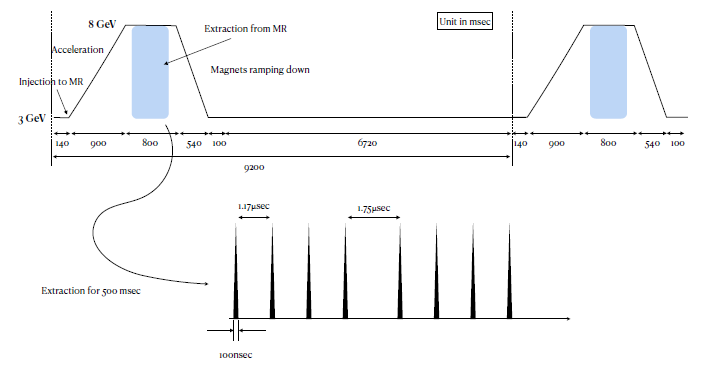 8 GeV
Unit in msec
Extraction from MR
Acceleration
Magnets ramping down
Injection to MR
3 GeV
140 900 800 540 100 6720 140 900 800 540 100
9200
1.17μsec 1.75μsec
Extraction for 500 msec
100nsec